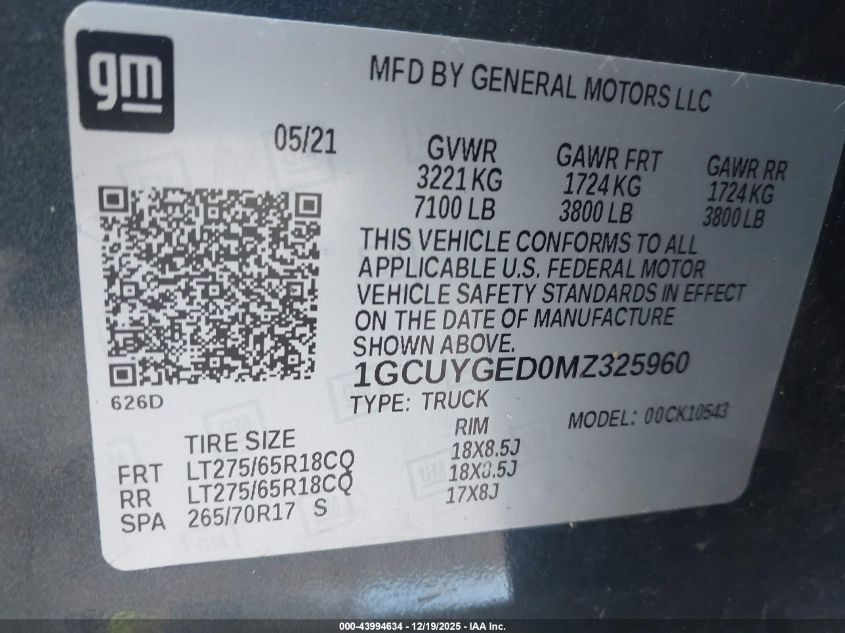 gm
MFD BY GENERAL MOTORS LLC
05/21
GVWR GAWR FRT GAWR RR
3221 KG 1724 KG 1724 KG
7100 LB 3800 LB 3800 LB
THIS VEHICLE CONFORMS TO ALL
APPLICABLE U.S. FEDERAL MOTOR
VEHICLE SAFETY STANDARDS IN EFFECT
ON THE DATE OF MANUFACTURE
SHOWN ABOVE.
1GCUYGED0MZ325960
626D
TYPE: TRUCK MODEL: 00CK10543
TIRE SIZE RIM
FRT LT275/65R18CQ 18X8.5J
RR LT275/65R18CQ 18X8.5J
SPA 265/70R17 S 17X8J
000-43994634 - 12/19/2025 - IAA Inc.